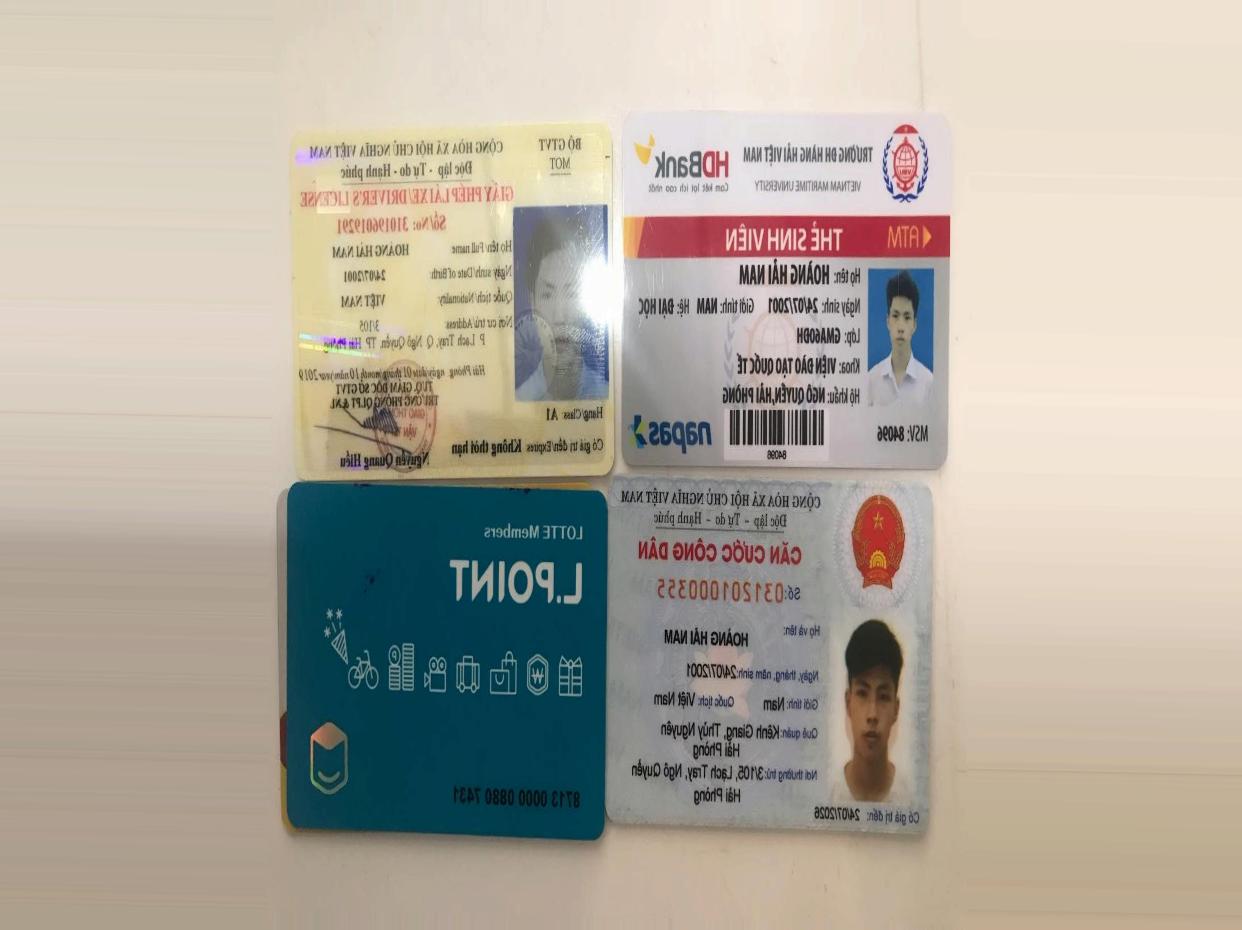 BỘ GTVT
MOT
CỘNG HÒA XÃ HỘI CHỦ NGHĨA VIỆT NAM
Độc lập - Tự do - Hạnh phúc
GIẤY PHÉP LÁI XE/DRIVER'S LICENSE
Số/No: 310196019291
Họ tên/Full name HOÀNG HẢI NAM
Ngày sinh/Date of Birth: 24/07/2001
Quốc tịch/Nationality: VIỆT NAM
Nơi cư trú/Address: 3/105
P. Lạch Tray, Q. Ngô Quyền, TP. Hải Phòng
Hải Phòng, ngày/date 01 tháng/month 10 năm/year 2019
TUQ. GIÁM ĐỐC SỞ GTVT
TRƯỞNG PHÒNG QLPT & NL
GIAO THÔNG
VẬN
Hạng/Class: A1
Có giá trị đến/Expires Không thời hạn
Nguyễn Quang Hiếu
TRƯỜNG ĐH HÀNG HẢI VIỆT NAM
VIETNAM MARITIME UNIVERSITY
HDBank
Cam kết lợi ích cao nhất
ATM
THẺ SINH VIÊN
Họ tên: HOÀNG HẢI NAM
Ngày sinh: 24/07/2001 Giới tính: NAM Hệ: ĐẠI HỌC
Lớp: GMA60ĐH
Khoa: VIỆN ĐÀO TẠO QUỐC TẾ
Hộ khẩu: NGÔ QUYỀN, HẢI PHÒNG
MSV: 84096
84096
napas
LOTTE Members
L.POINT
8713 0000 0880 7431
CỘNG HÒA XÃ HỘI CHỦ NGHĨA VIỆT NAM
Độc lập - Tự do - Hạnh phúc
CĂN CƯỚC CÔNG DÂN
Số: 031201000355
Họ và tên: HOÀNG HẢI NAM
Ngày, tháng, năm sinh: 24/07/2001
Giới tính: Nam Quốc tịch: Việt Nam
Quê quán: Kênh Giang, Thủy Nguyên
Hải Phòng
Nơi thường trú: 3/105, Lạch Tray, Ngô Quyền
Hải Phòng
Có giá trị đến: 24/07/2026